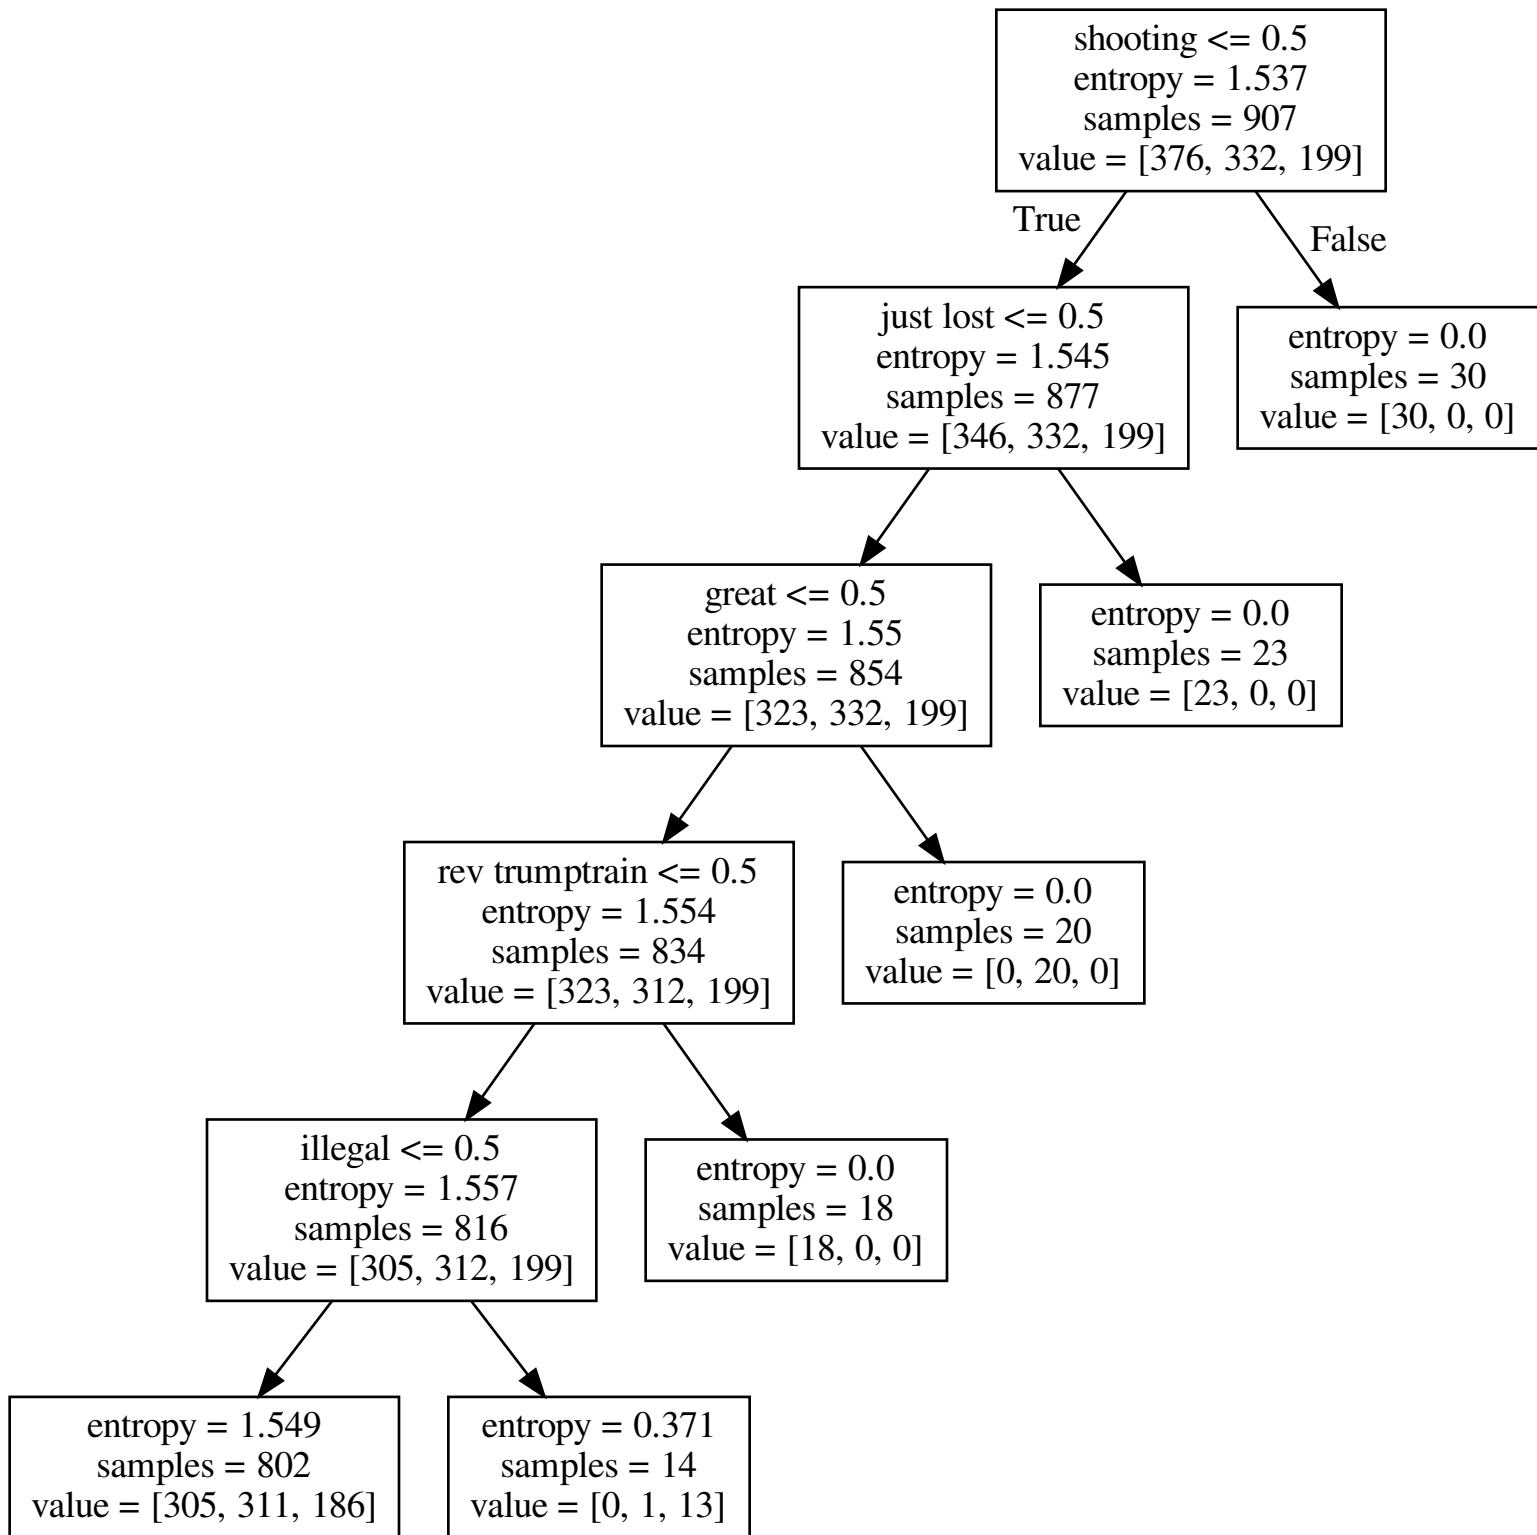 shooting <= 0.5
entropy = 1.537
samples = 907
value = [376, 332, 199]
True
False
just lost <= 0.5
entropy = 1.545
samples = 877
value = [346, 332, 199]
entropy = 0.0
samples = 30
value = [30, 0, 0]
great <= 0.5
entropy = 1.55
samples = 854
value = [323, 332, 199]
entropy = 0.0
samples = 23
value = [23, 0, 0]
rev trumptrain <= 0.5
entropy = 1.554
samples = 834
value = [323, 312, 199]
entropy = 0.0
samples = 20
value = [0, 20, 0]
illegal <= 0.5
entropy = 1.557
samples = 816
value = [305, 312, 199]
entropy = 0.0
samples = 18
value = [18, 0, 0]
entropy = 1.549
samples = 802
value = [305, 311, 186]
entropy = 0.371
samples = 14
value = [0, 1, 13]